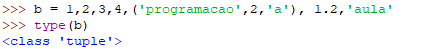 >>> b = 1,2,3,4,('programacao',2,'a'), 1.2,'aula'
>>> type(b)
<class 'tuple'>